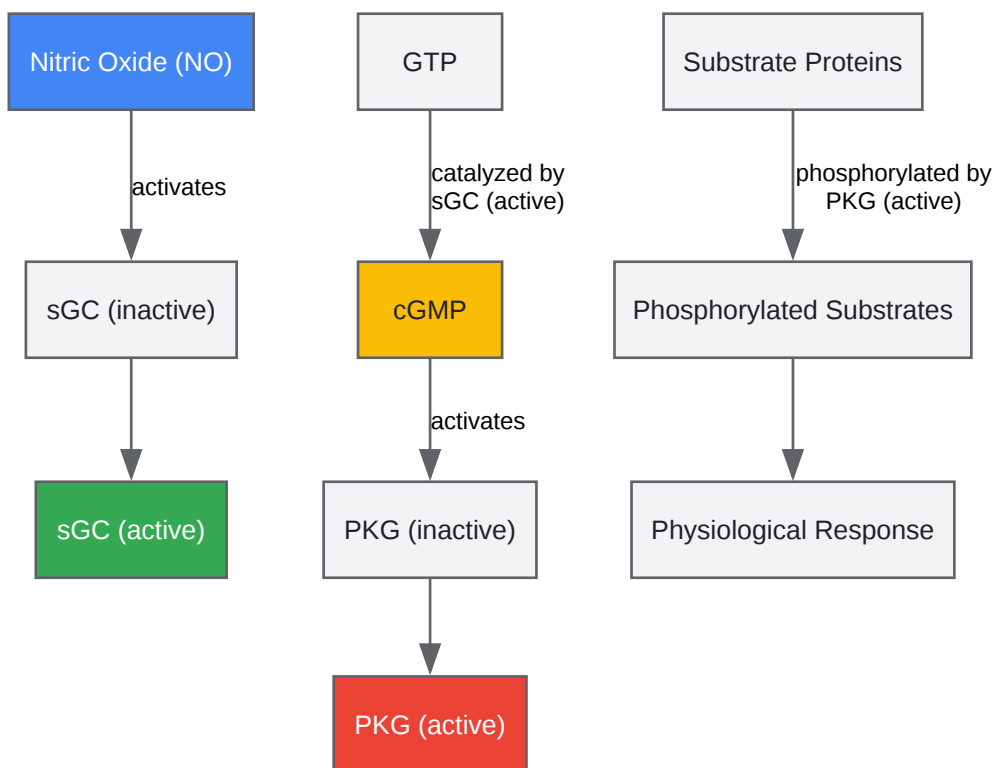 Nitric Oxide (NO)
GTP
Substrate Proteins
activates
catalyzed by
sGC (active)
phosphorylated by
PKG (active)
sGC (inactive)
cGMP
Phosphorylated Substrates
activates
sGC (active)
PKG (inactive)
Physiological Response
PKG (active)